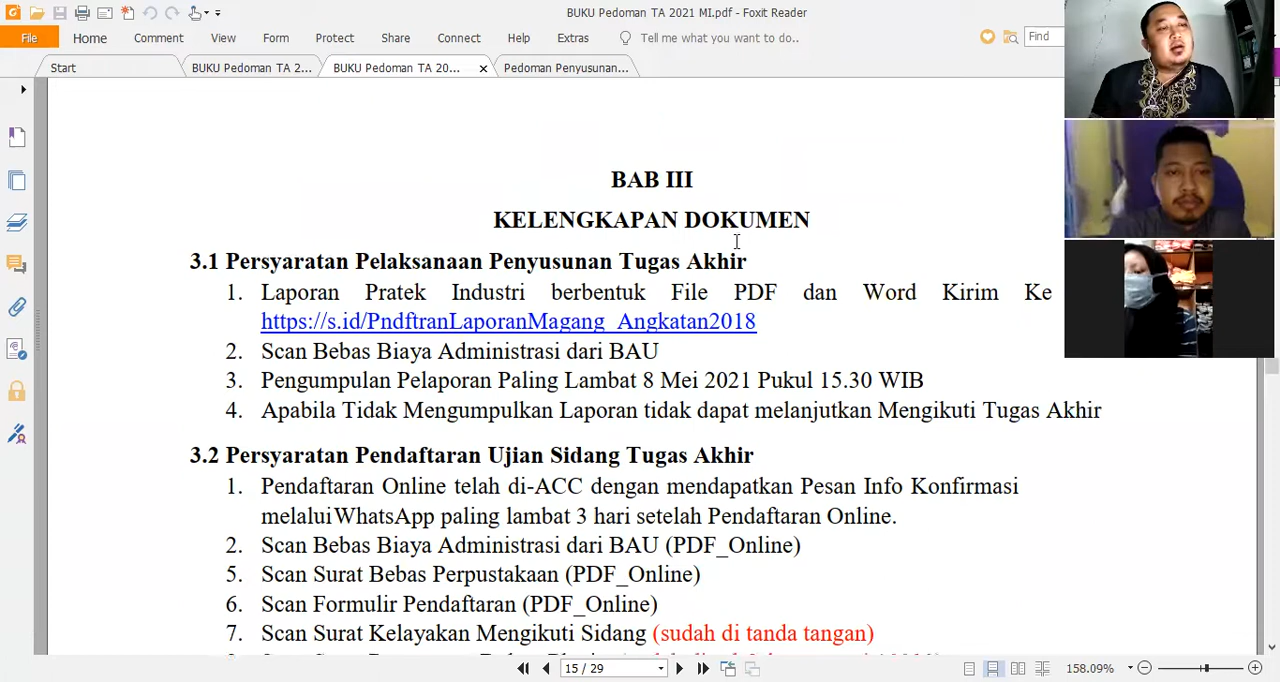 BUKU Pedoman TA 2021 MI.pdf - Foxit Reader
File Home Comment View Form Protect Share Connect Help Extras Tell me what you want to do.. Find
Start BUKU Pedoman TA 2... BUKU Pedoman TA 20... Pedoman Penyusunan...
BAB III
KELENGKAPAN DOKUMEN
3.1 Persyaratan Pelaksanaan Penyusunan Tugas Akhir
1. Laporan Pratek Industri berbentuk File PDF dan Word Kirim Ke
https://s.id/PndftranLaporanMagang_Angkatan2018
2. Scan Bebas Biaya Administrasi dari BAU
3. Pengumpulan Pelaporan Paling Lambat 8 Mei 2021 Pukul 15.30 WIB
4. Apabila Tidak Mengumpulkan Laporan tidak dapat melanjutkan Mengikuti Tugas Akhir
3.2 Persyaratan Pendaftaran Ujian Sidang Tugas Akhir
1. Pendaftaran Online telah di-ACC dengan mendapatkan Pesan Info Konfirmasi
melaluiWhatsApp paling lambat 3 hari setelah Pendaftaran Online.
2. Scan Bebas Biaya Administrasi dari BAU (PDF_Online)
5. Scan Surat Bebas Perpustakaan (PDF_Online)
6. Scan Formulir Pendaftaran (PDF_Online)
7. Scan Surat Kelayakan Mengikuti Sidang (sudah di tanda tangan)
15 / 29 158.09%